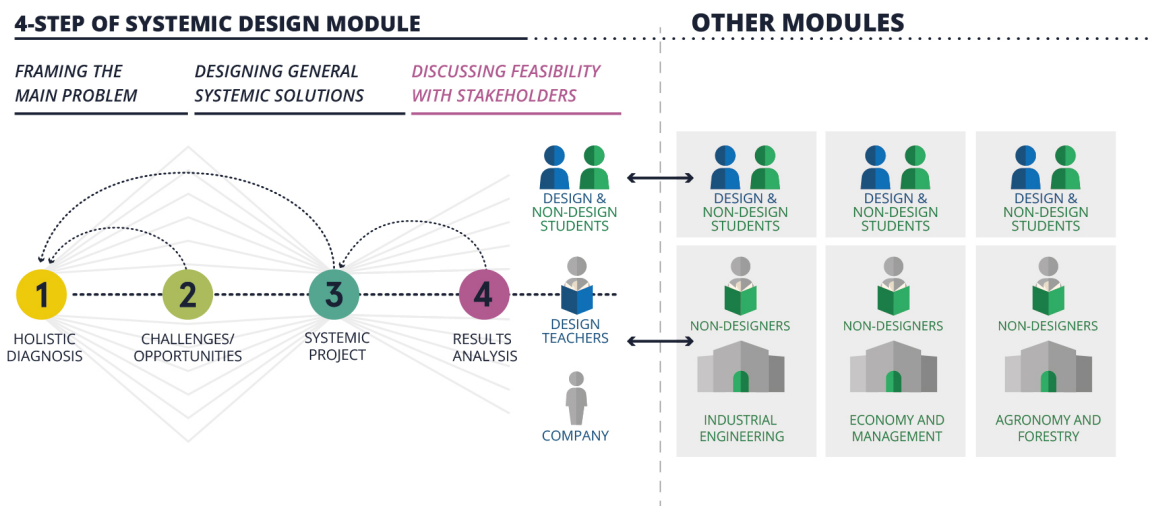 4-STEP OF SYSTEMIC DESIGN MODULE
OTHER MODULES
FRAMING THE
MAIN PROBLEM
DESIGNING GENERAL
SYSTEMIC SOLUTIONS
DISCUSSING FEASIBILITY
WITH STAKEHOLDERS
1
HOLISTIC
DIAGNOSIS
2
CHALLENGES/
OPPORTUNITIES
3
SYSTEMIC
PROJECT
4
RESULTS
ANALYSIS
DESIGN &
NON-DESIGN
STUDENTS
DESIGN
TEACHERS
COMPANY
DESIGN &
NON-DESIGN
STUDENTS
DESIGN &
NON-DESIGN
STUDENTS
DESIGN &
NON-DESIGN
STUDENTS
NON-DESIGNERS
INDUSTRIAL
ENGINEERING
NON-DESIGNERS
ECONOMY AND
MANAGEMENT
NON-DESIGNERS
AGRONOMY AND
FORESTRY